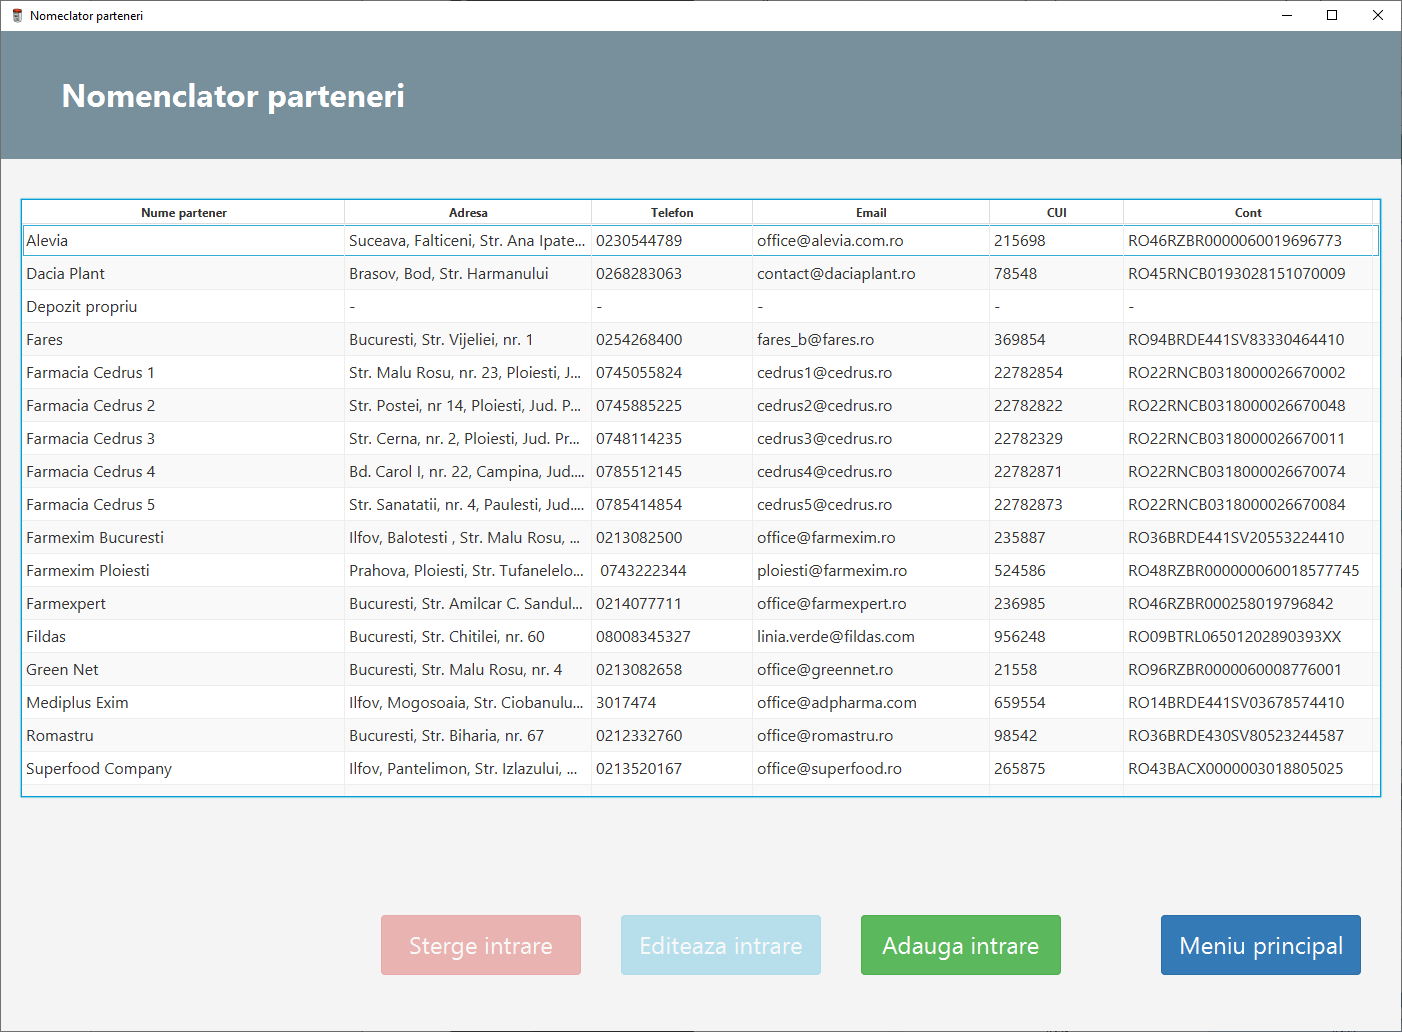 Nomeclator parteneri
Nomenclator parteneri
Nume partener Adresa Telefon Email CUI Cont
Alevia Suceava, Falticeni, Str. Ana Ipate... 0230544789 office@alevia.com.ro 215698 RO46RZBR0000060019696773
Dacia Plant Brasov, Bod, Str. Harmanului 0268283063 contact@daciaplant.ro 78548 RO45RNCB0193028151070009
Depozit propriu - - - - -
Fares Bucuresti, Str. Vijeliei, nr. 1 0254268400 fares_b@fares.ro 369854 RO94BRDE441SV83330464410
Farmacia Cedrus 1 Str. Malu Rosu, nr. 23, Ploiesti, J... 0745055824 cedrus1@cedrus.ro 22782854 RO22RNCB0318000026670002
Farmacia Cedrus 2 Str. Postei, nr 14, Ploiesti, Jud. P... 0745885225 cedrus2@cedrus.ro 22782822 RO22RNCB0318000026670048
Farmacia Cedrus 3 Str. Cerna, nr. 2, Ploiesti, Jud. Pr... 0748114235 cedrus3@cedrus.ro 22782329 RO22RNCB0318000026670011
Farmacia Cedrus 4 Bd. Carol I, nr. 22, Campina, Jud.... 0785512145 cedrus4@cedrus.ro 22782871 RO22RNCB0318000026670074
Farmacia Cedrus 5 Str. Sanatatii, nr. 4, Paulesti, Jud.... 0785414854 cedrus5@cedrus.ro 22782873 RO22RNCB0318000026670084
Farmexim Bucuresti Ilfov, Balotesti , Str. Malu Rosu, ... 0213082500 office@farmexim.ro 235887 RO36BRDE441SV20553224410
Farmexim Ploiesti Prahova, Ploiesti, Str. Tufanelelo... 0743222344 ploiesti@farmexim.ro 524586 RO48RZBR000000060018577745
Farmexpert Bucuresti, Str. Amilcar C. Sandul... 0214077711 office@farmexpert.ro 236985 RO46RZBR000258019796842
Fildas Bucuresti, Str. Chitilei, nr. 60 08008345327 linia.verde@fildas.com 956248 RO09BTRL06501202890393XX
Green Net Bucuresti, Str. Malu Rosu, nr. 4 0213082658 office@greennet.ro 21558 RO96RZBR0000060008776001
Mediplus Exim Ilfov, Mogosoaia, Str. Ciobanulu... 3017474 office@adpharma.com 659554 RO14BRDE441SV03678574410
Romastru Bucuresti, Str. Biharia, nr. 67 0212332760 office@romastru.ro 98542 RO36BRDE430SV80523244587
Superfood Company Ilfov, Pantelimon, Str. Izlazului, ... 0213520167 office@superfood.ro 265875 RO43BACX0000003018805025
Sterge intrare Editeaza intrare Adauga intrare Meniu principal